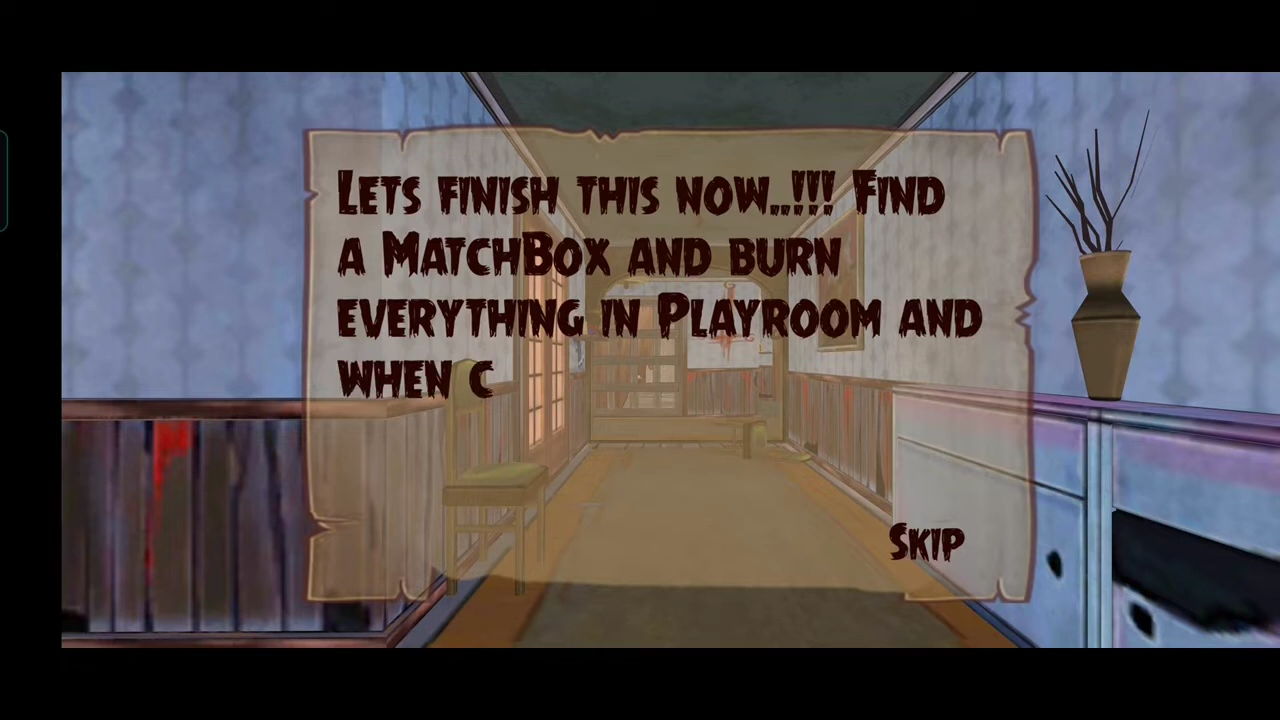 Lets finish this now..!!! Find
a MatchBox and burn
everything in Playroom and
when c
Skip